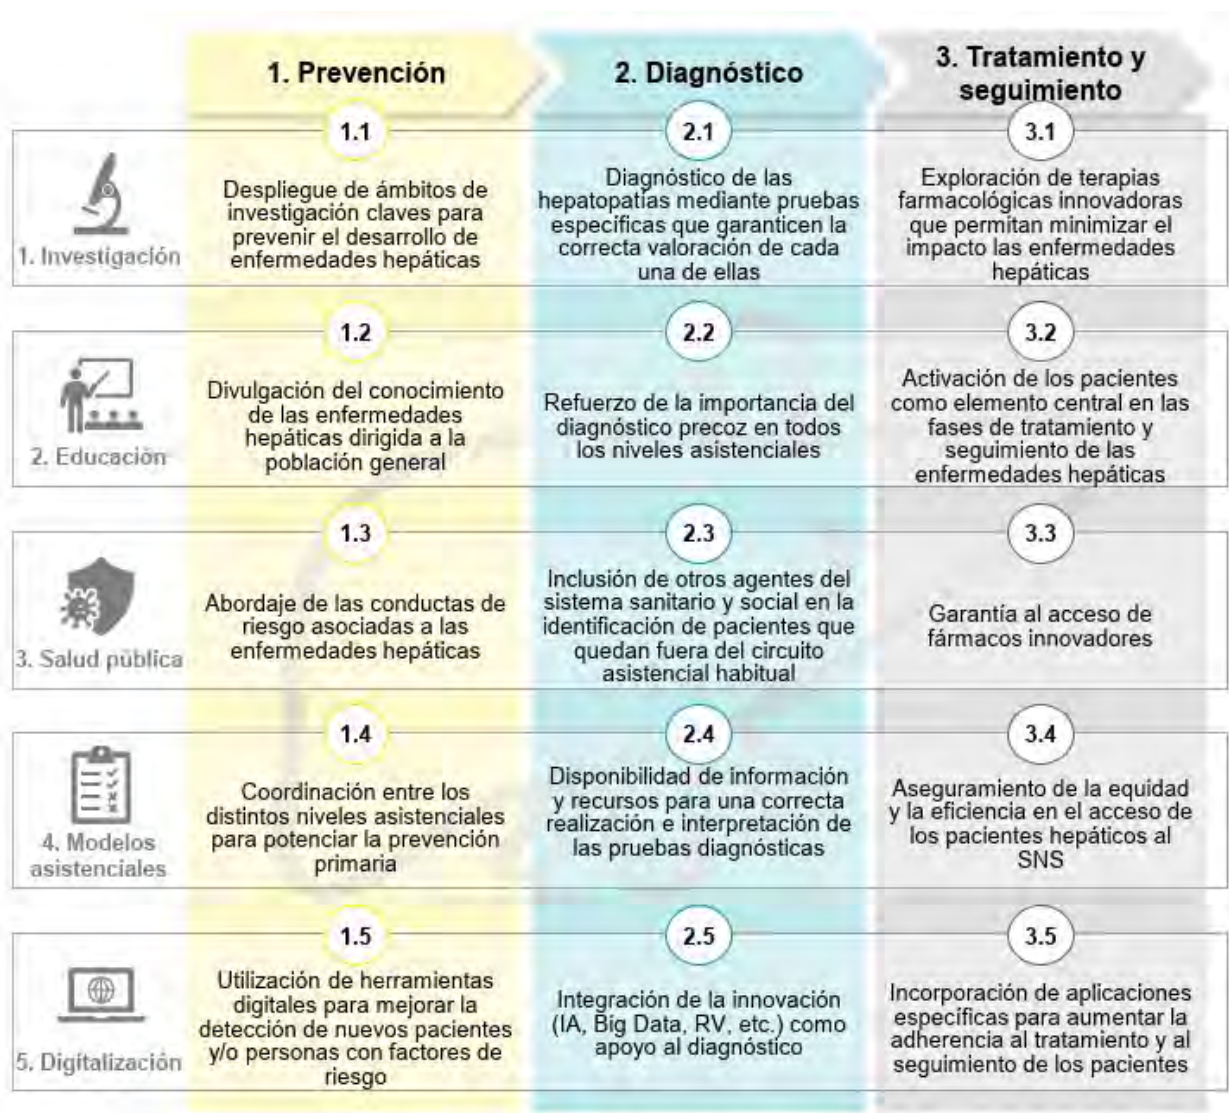 1. Prevención
2. Diagnóstico
3. Tratamiento y
seguimiento
1. Investigación
1.1
Despliegue de ámbitos de
investigación claves para
prevenir el desarrollo de
enfermedades hepáticas
2.1
Diagnóstico de las
hepatopatías mediante pruebas
específicas que garanticen la
correcta valoración de cada
una de ellas
3.1
Exploración de terapias
farmacológicas innovadoras
que permitan minimizar el
impacto las enfermedades
hepáticas
2. Educación
1.2
Divulgación del conocimiento
de las enfermedades
hepáticas dirigida a la
población general
2.2
Refuerzo de la importancia del
diagnóstico precoz en todos
los niveles asistenciales
3.2
Activación de los pacientes
como elemento central en las
fases de tratamiento y
seguimiento de las
enfermedades hepáticas
3. Salud pública
1.3
Abordaje de las conductas de
riesgo asociadas a las
enfermedades hepáticas
2.3
Inclusión de otros agentes del
sistema sanitario y social en la
identificación de pacientes que
quedan fuera del circuito
asistencial habitual
3.3
Garantía al acceso de
fármacos innovadores
4. Modelos
asistenciales
1.4
Coordinación entre los
distintos niveles asistenciales
para potenciar la prevención
primaria
2.4
Disponibilidad de información
y recursos para una correcta
realización e interpretación de
las pruebas diagnósticas
3.4
Aseguramiento de la equidad
y la eficiencia en el acceso de
los pacientes hepáticos al
SNS
5. Digitalización
1.5
Utilización de herramientas
digitales para mejorar la
detección de nuevos pacientes
y/o personas con factores de
riesgo
2.5
Integración de la innovación
(IA, Big Data, RV, etc.) como
apoyo al diagnóstico
3.5
Incorporación de aplicaciones
específicas para aumentar la
adherencia al tratamiento y al
seguimiento de los pacientes